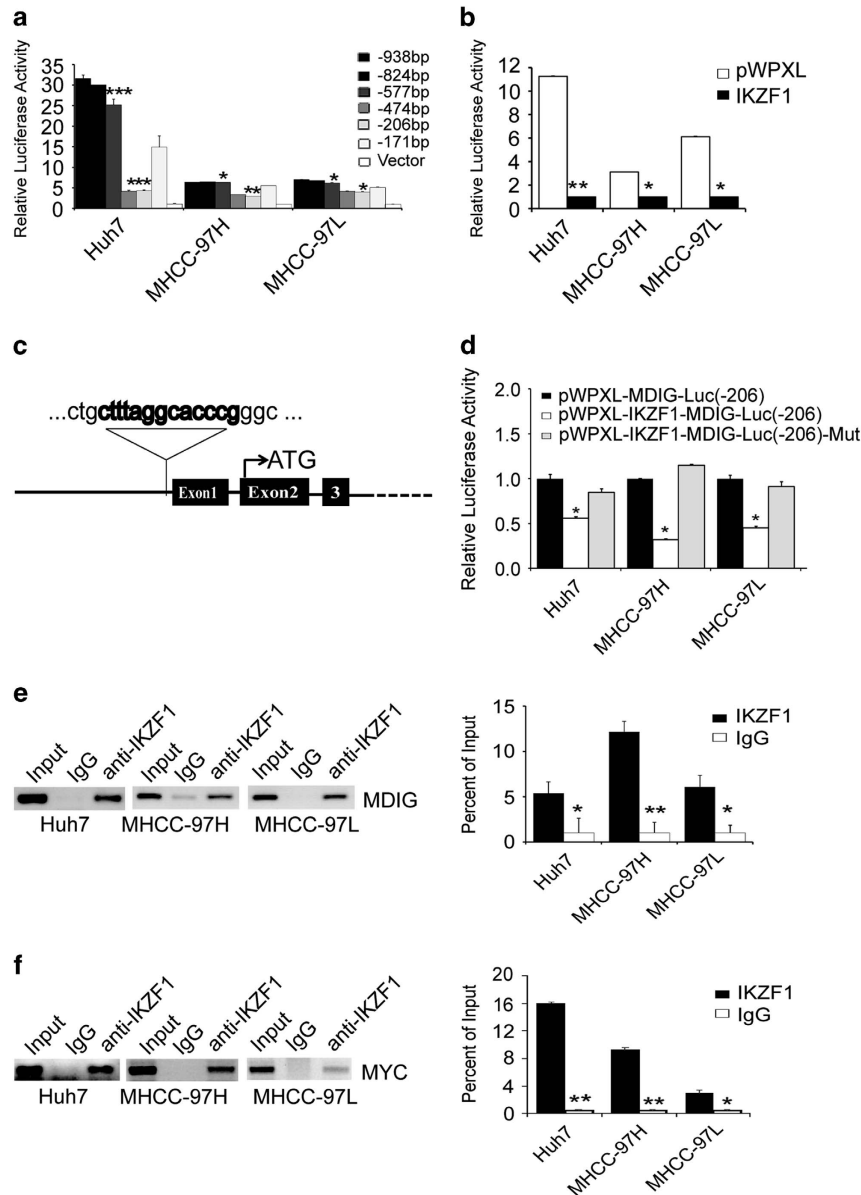 a
Relative Luciferase Activity
35
30
25
20
15
10
5
0
***
***
*
**
*
*
-938bp
-824bp
-577bp
-474bp
-206bp
-171bp
Vector
Huh7
MHCC-97H
MHCC-97L
b
Relative Luciferase Activity
12
10
8
6
4
2
0
**
*
*
pWPXL
IKZF1
Huh7
MHCC-97H
MHCC-97L
c
...ctgctttaggcacccgggc ...
ATG
Exon1
Exon2
3
d
Relative Luciferase Activity
2.0
1.5
1.0
0.5
0.0
pWPXL-MDIG-Luc(-206)
pWPXL-IKZF1-MDIG-Luc(-206)
pWPXL-IKZF1-MDIG-Luc(-206)-Mut
*
*
*
Huh7
MHCC-97H
MHCC-97L
e
Input IgG anti-IKZF1 Input IgG anti-IKZF1 Input IgG anti-IKZF1
MDIG
Huh7 MHCC-97H MHCC-97L
Percent of Input
15
10
5
0
IKZF1
IgG
*
**
*
Huh7
MHCC-97H
MHCC-97L
f
Input IgG anti-IKZF1 Input IgG anti-IKZF1 Input IgG anti-IKZF1
MYC
Huh7 MHCC-97H MHCC-97L
Percent of Input
20
16
12
8
4
0
IKZF1
IgG
**
**
*
Huh7
MHCC-97H
MHCC-97L